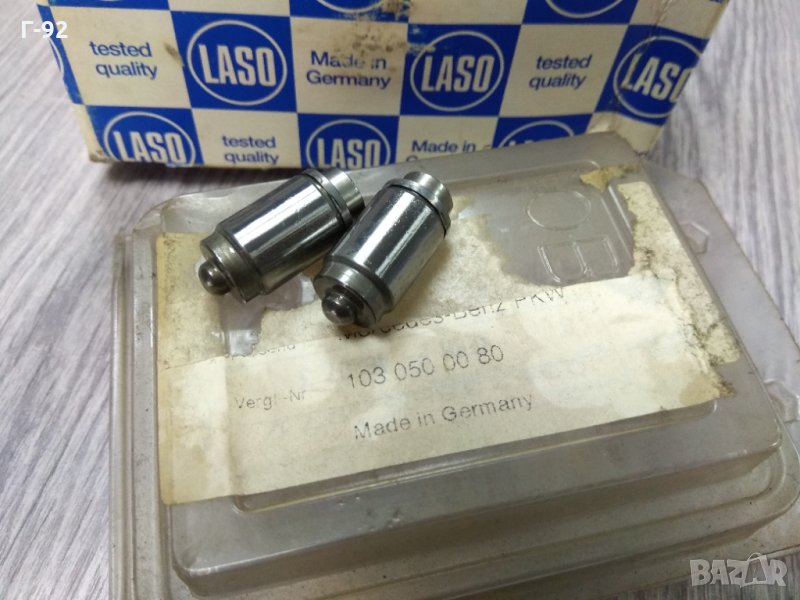 Г-92
tested
quality
LASO
Made in
Germany
LASO
tested
quality
LASO
LASO
tested
quality
LASO
Made in
Mercedes-Benz PKW
Vergl.-Nr
103 050 00 80
Made in Germany
BAZAR